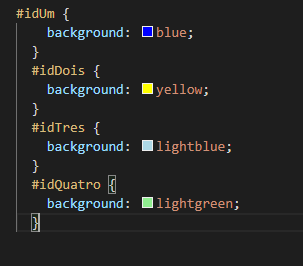 #idUm {
background: blue;
}
#idDois {
background: yellow;
}
#idTres {
background: lightblue;
}
#idQuatro {
background: lightgreen;
}